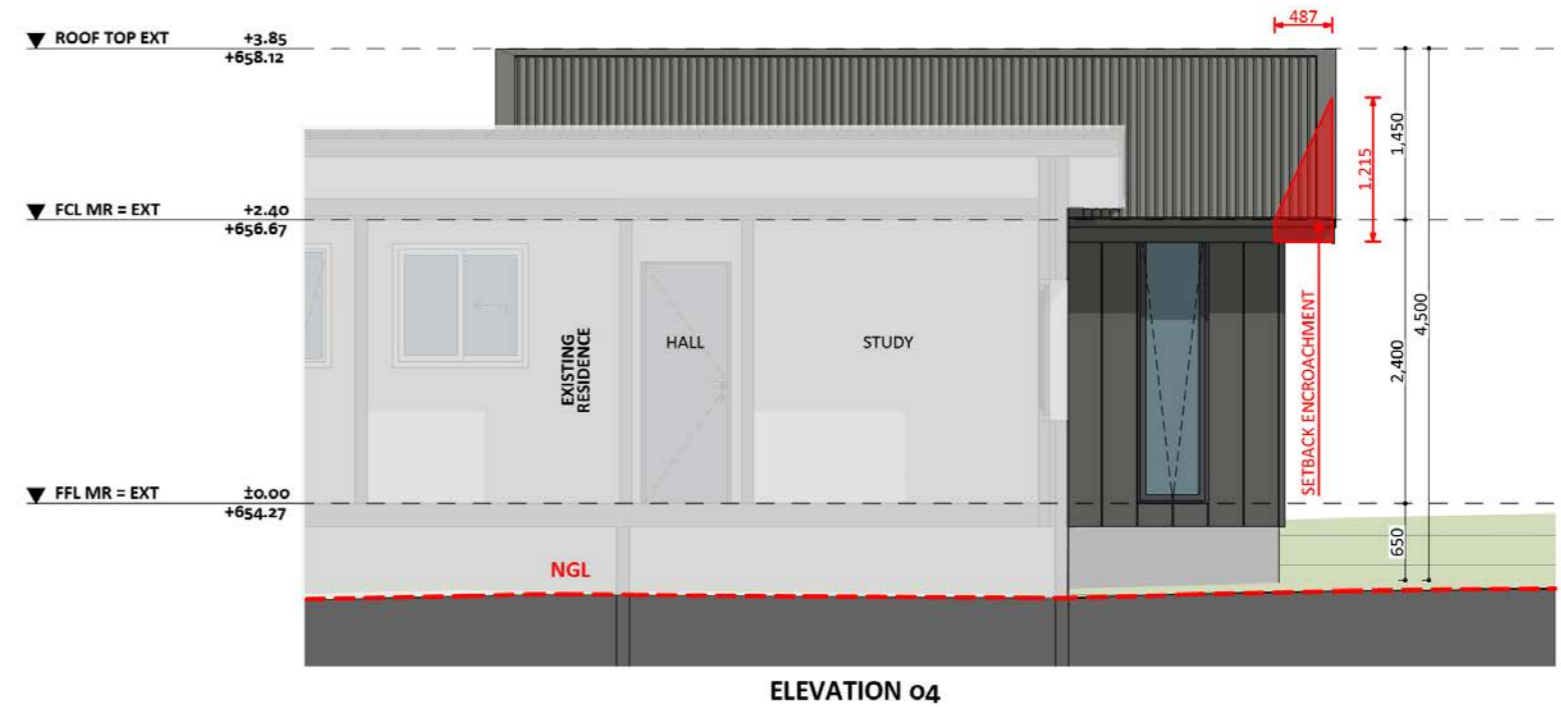 487
ROOF TOP EXT +3.85
+658.12
1,450
1,215
FCL MR = EXT +2.40
+656.67
SETBACK ENCROACHMENT
4,500
2,400
EXISTING
RESIDENCE
HALL
STUDY
FFL MR = EXT ±0.00
+654.27
650
NGL
ELEVATION 04